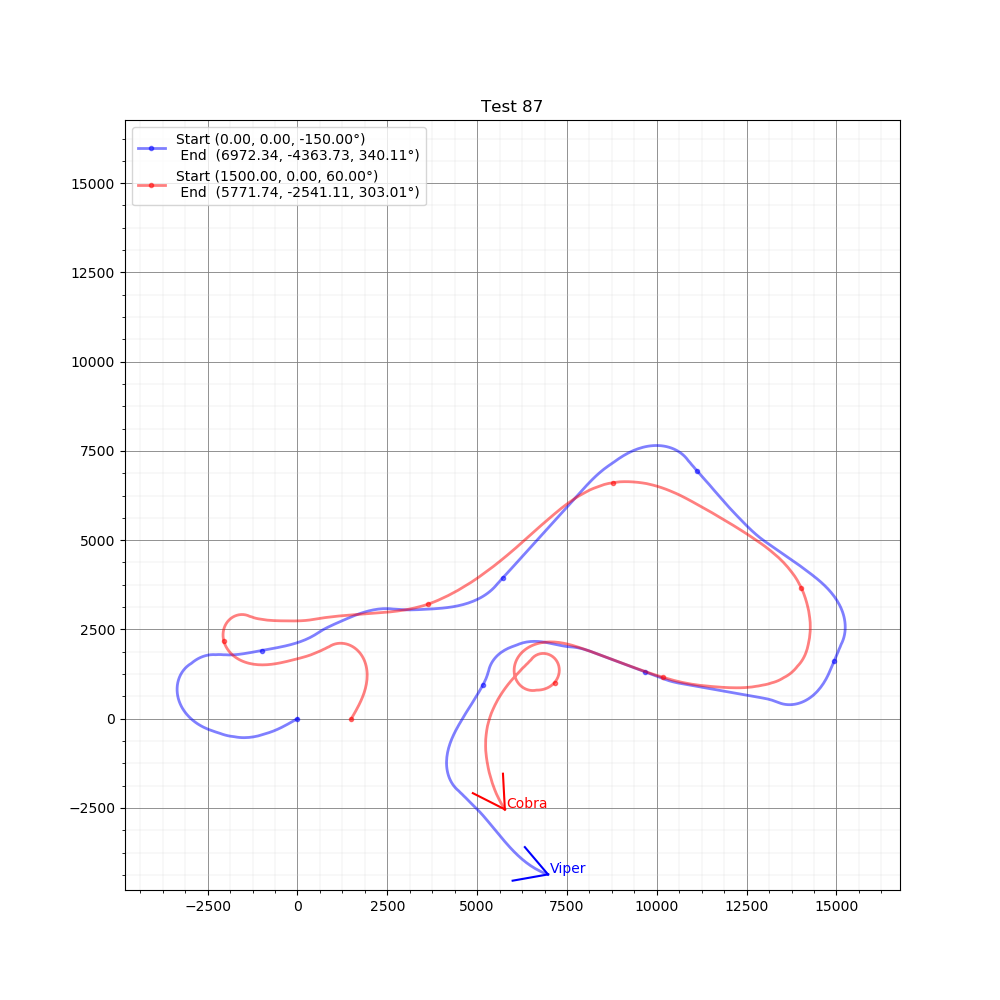 Test 87
Start (0.00, 0.00, -150.00°)
End  (6972.34, -4363.73, 340.11°)
Start (1500.00, 0.00, 60.00°)
End  (5771.74, -2541.11, 303.01°)
15000
12500
10000
7500
5000
2500
0
−2500
Cobra
Viper
−2500
0
2500
5000
7500
10000
12500
15000